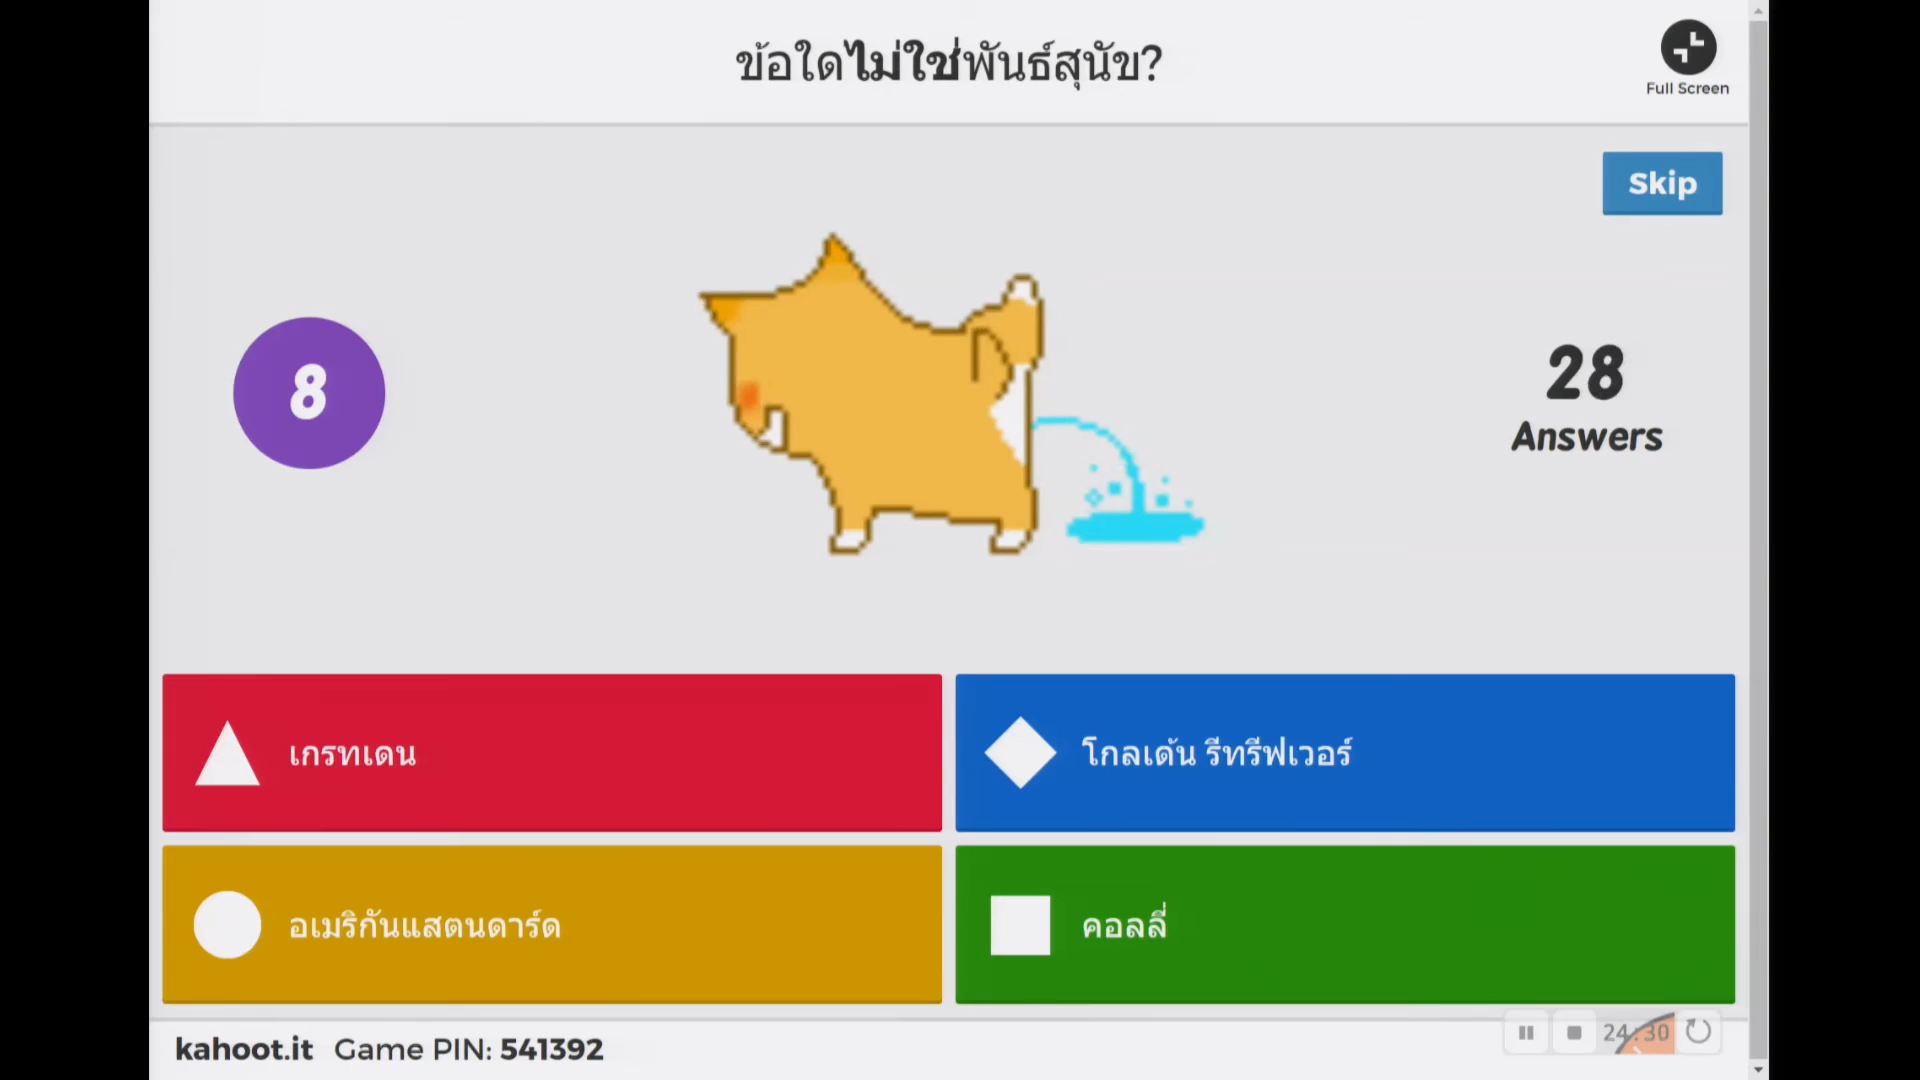 ข้อใดไม่ใช่พันธ์สุนัข?
Full Screen
Skip
8
28
Answers
เกรทเดน
โกลเด้น รีทรีฟเวอร์
อเมริกันแสตนดาร์ด
คอลลี่
kahoot.it Game PIN: 541392
24:30